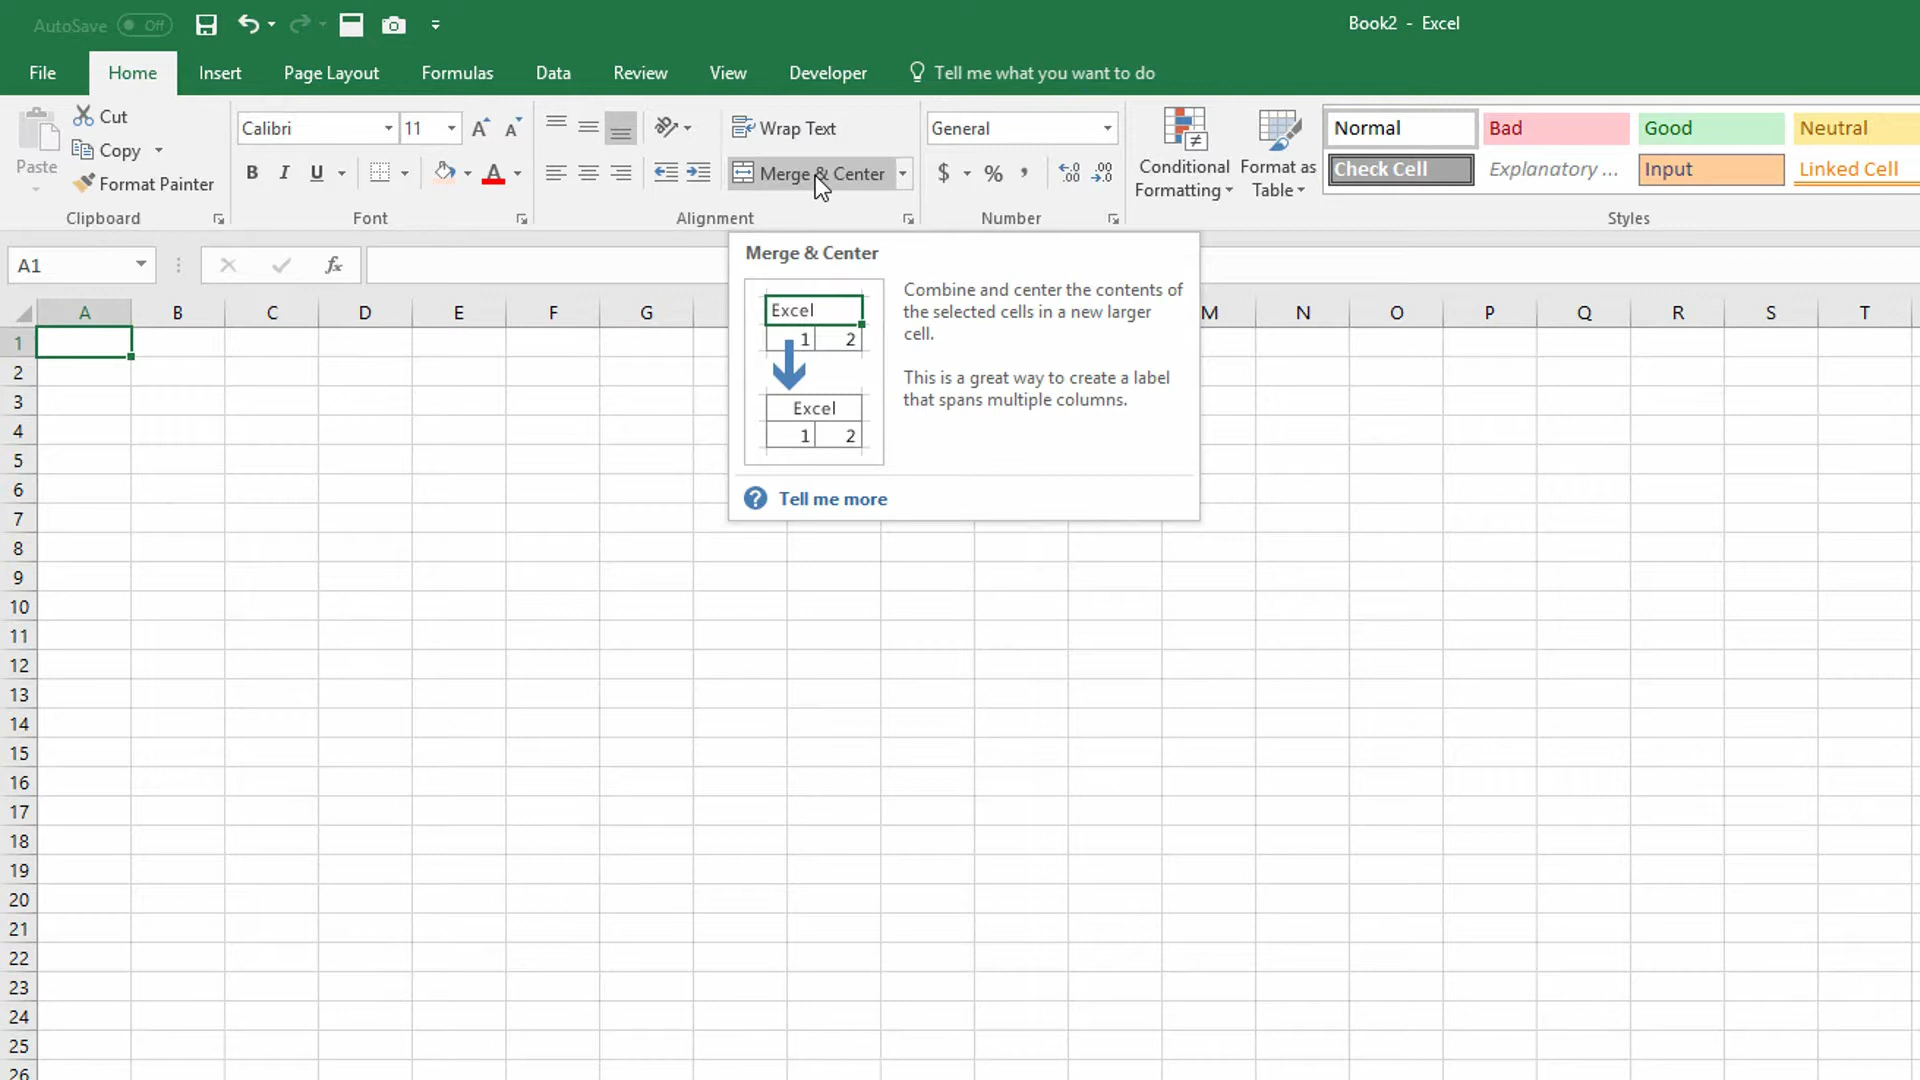 AutoSave Off
Book2 - Excel
File Home Insert Page Layout Formulas Data Review View Developer Tell me what you want to do
Paste
Cut
Copy
Format Painter
Clipboard
Calibri 11
B I U A
Font
Wrap Text
Merge & Center
Alignment
General
$ % ,
Number
Conditional Formatting
Format as Table
Normal Bad Good Neutral
Check Cell Explanatory ... Input Linked Cell
Styles
A1 fx
Merge & Center
Excel
1 2
Excel
1 2
Combine and center the contents of
the selected cells in a new larger
cell.
This is a great way to create a label
that spans multiple columns.
Tell me more
A B C D E F G M N O P Q R S T
1
2
3
4
5
6
7
8
9
10
11
12
13
14
15
16
17
18
19
20
21
22
23
24
25
26